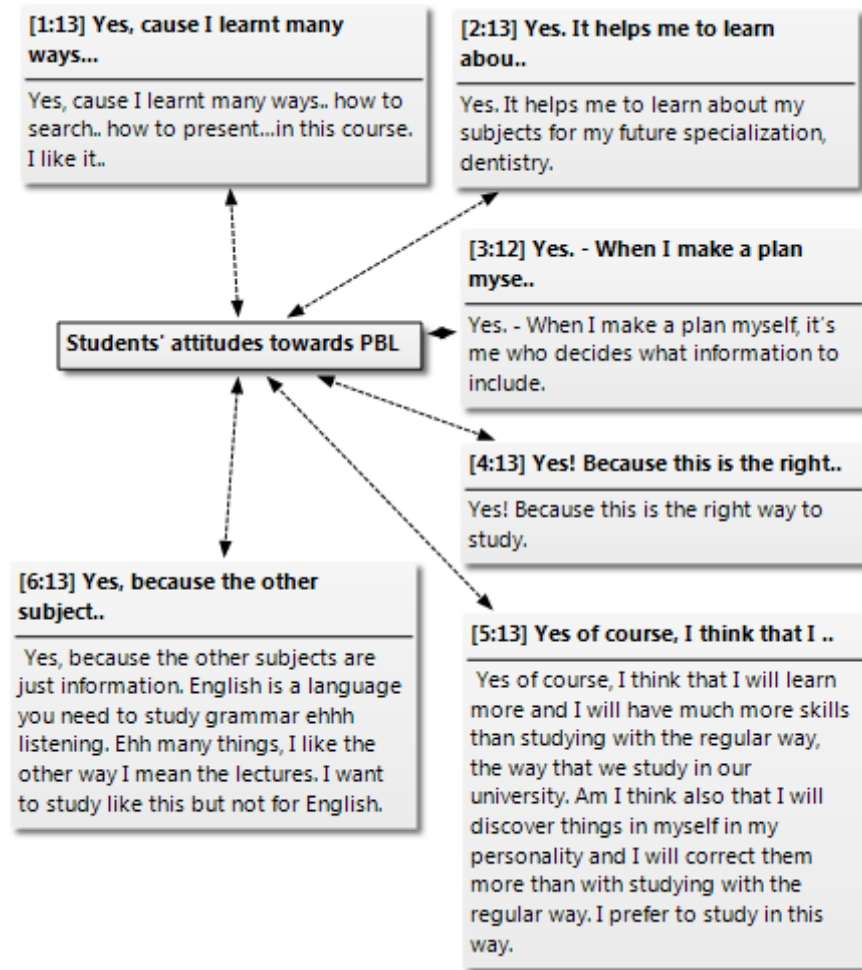 [1:13] Yes, cause I learnt many
ways...
Yes, cause I learnt many ways.. how to
search.. how to present...in this course.
I like it..
[2:13] Yes. It helps me to learn
abou..
Yes. It helps me to learn about my
subjects for my future specialization,
dentistry.
[3:12] Yes. - When I make a plan
myse..
Yes. - When I make a plan myself, it's
me who decides what information to
include.
Students' attitudes towards PBL
[4:13] Yes! Because this is the right..
Yes! Because this is the right way to
study.
[6:13] Yes, because the other
subject..
Yes, because the other subjects are
just information. English is a language
you need to study grammar ehhh
listening. Ehh many things, I like the
other way I mean the lectures. I want
to study like this but not for English.
[5:13] Yes of course, I think that I ..
Yes of course, I think that I will learn
more and I will have much more skills
than studying with the regular way,
the way that we study in our
university. Am I think also that I will
discover things in myself in my
personality and I will correct them
more than with studying with the
regular way. I prefer to study in this
way.